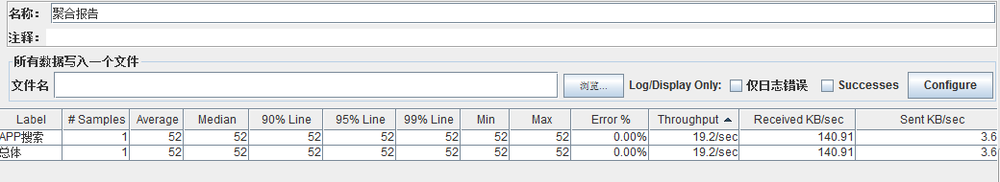 名称： 聚合报告
注释：
所有数据写入一个文件
文件名 浏览... Log/Display Only: 仅日志错误 Successes Configure
Label # Samples Average Median 90% Line 95% Line 99% Line Min Max Error % Throughput Received KB/sec Sent KB/sec
APP搜索 1 52 52 52 52 52 52 52 0.00% 19.2/sec 140.91 3.6
总体 1 52 52 52 52 52 52 52 0.00% 19.2/sec 140.91 3.6